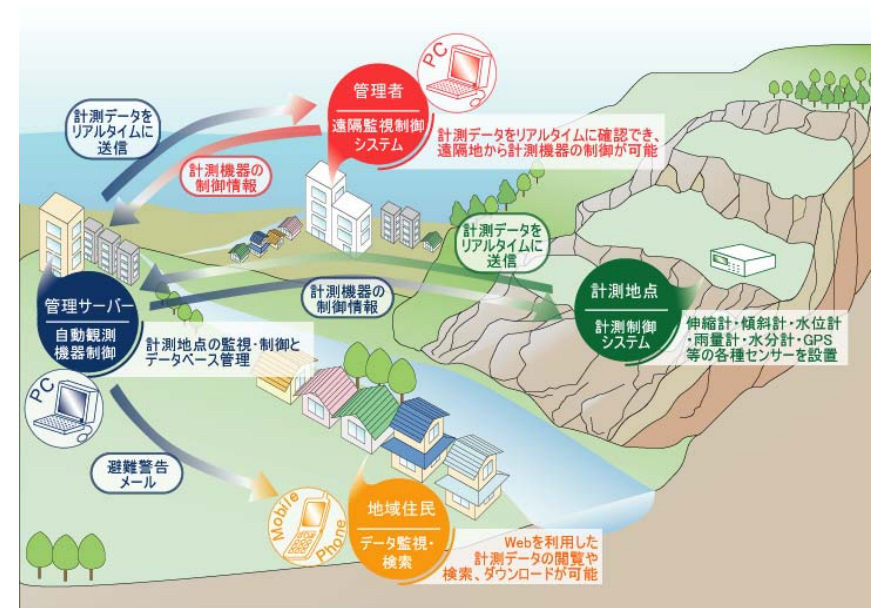 PC
管理者
遠隔監視制御
システム
計測データをリアルタイムに確認でき、
遠隔地から計測機器の制御が可能
計測データを
リアルタイムに
送信
計測機器の
制御情報
計測データを
リアルタイムに
送信
計測機器の
制御情報
計測地点
計測制御
システム
伸縮計・傾斜計・水位計
・雨量計・水分計・GPS
等の各種センサーを設置
管理サーバー
自動観測
機器制御
計測地点の監視・制御と
データベース管理
PC
避難警告
メール
Mobile
Phone
地域住民
データ監視・
検索
Webを利用した
計測データの閲覧や
検索、ダウンロードが可能